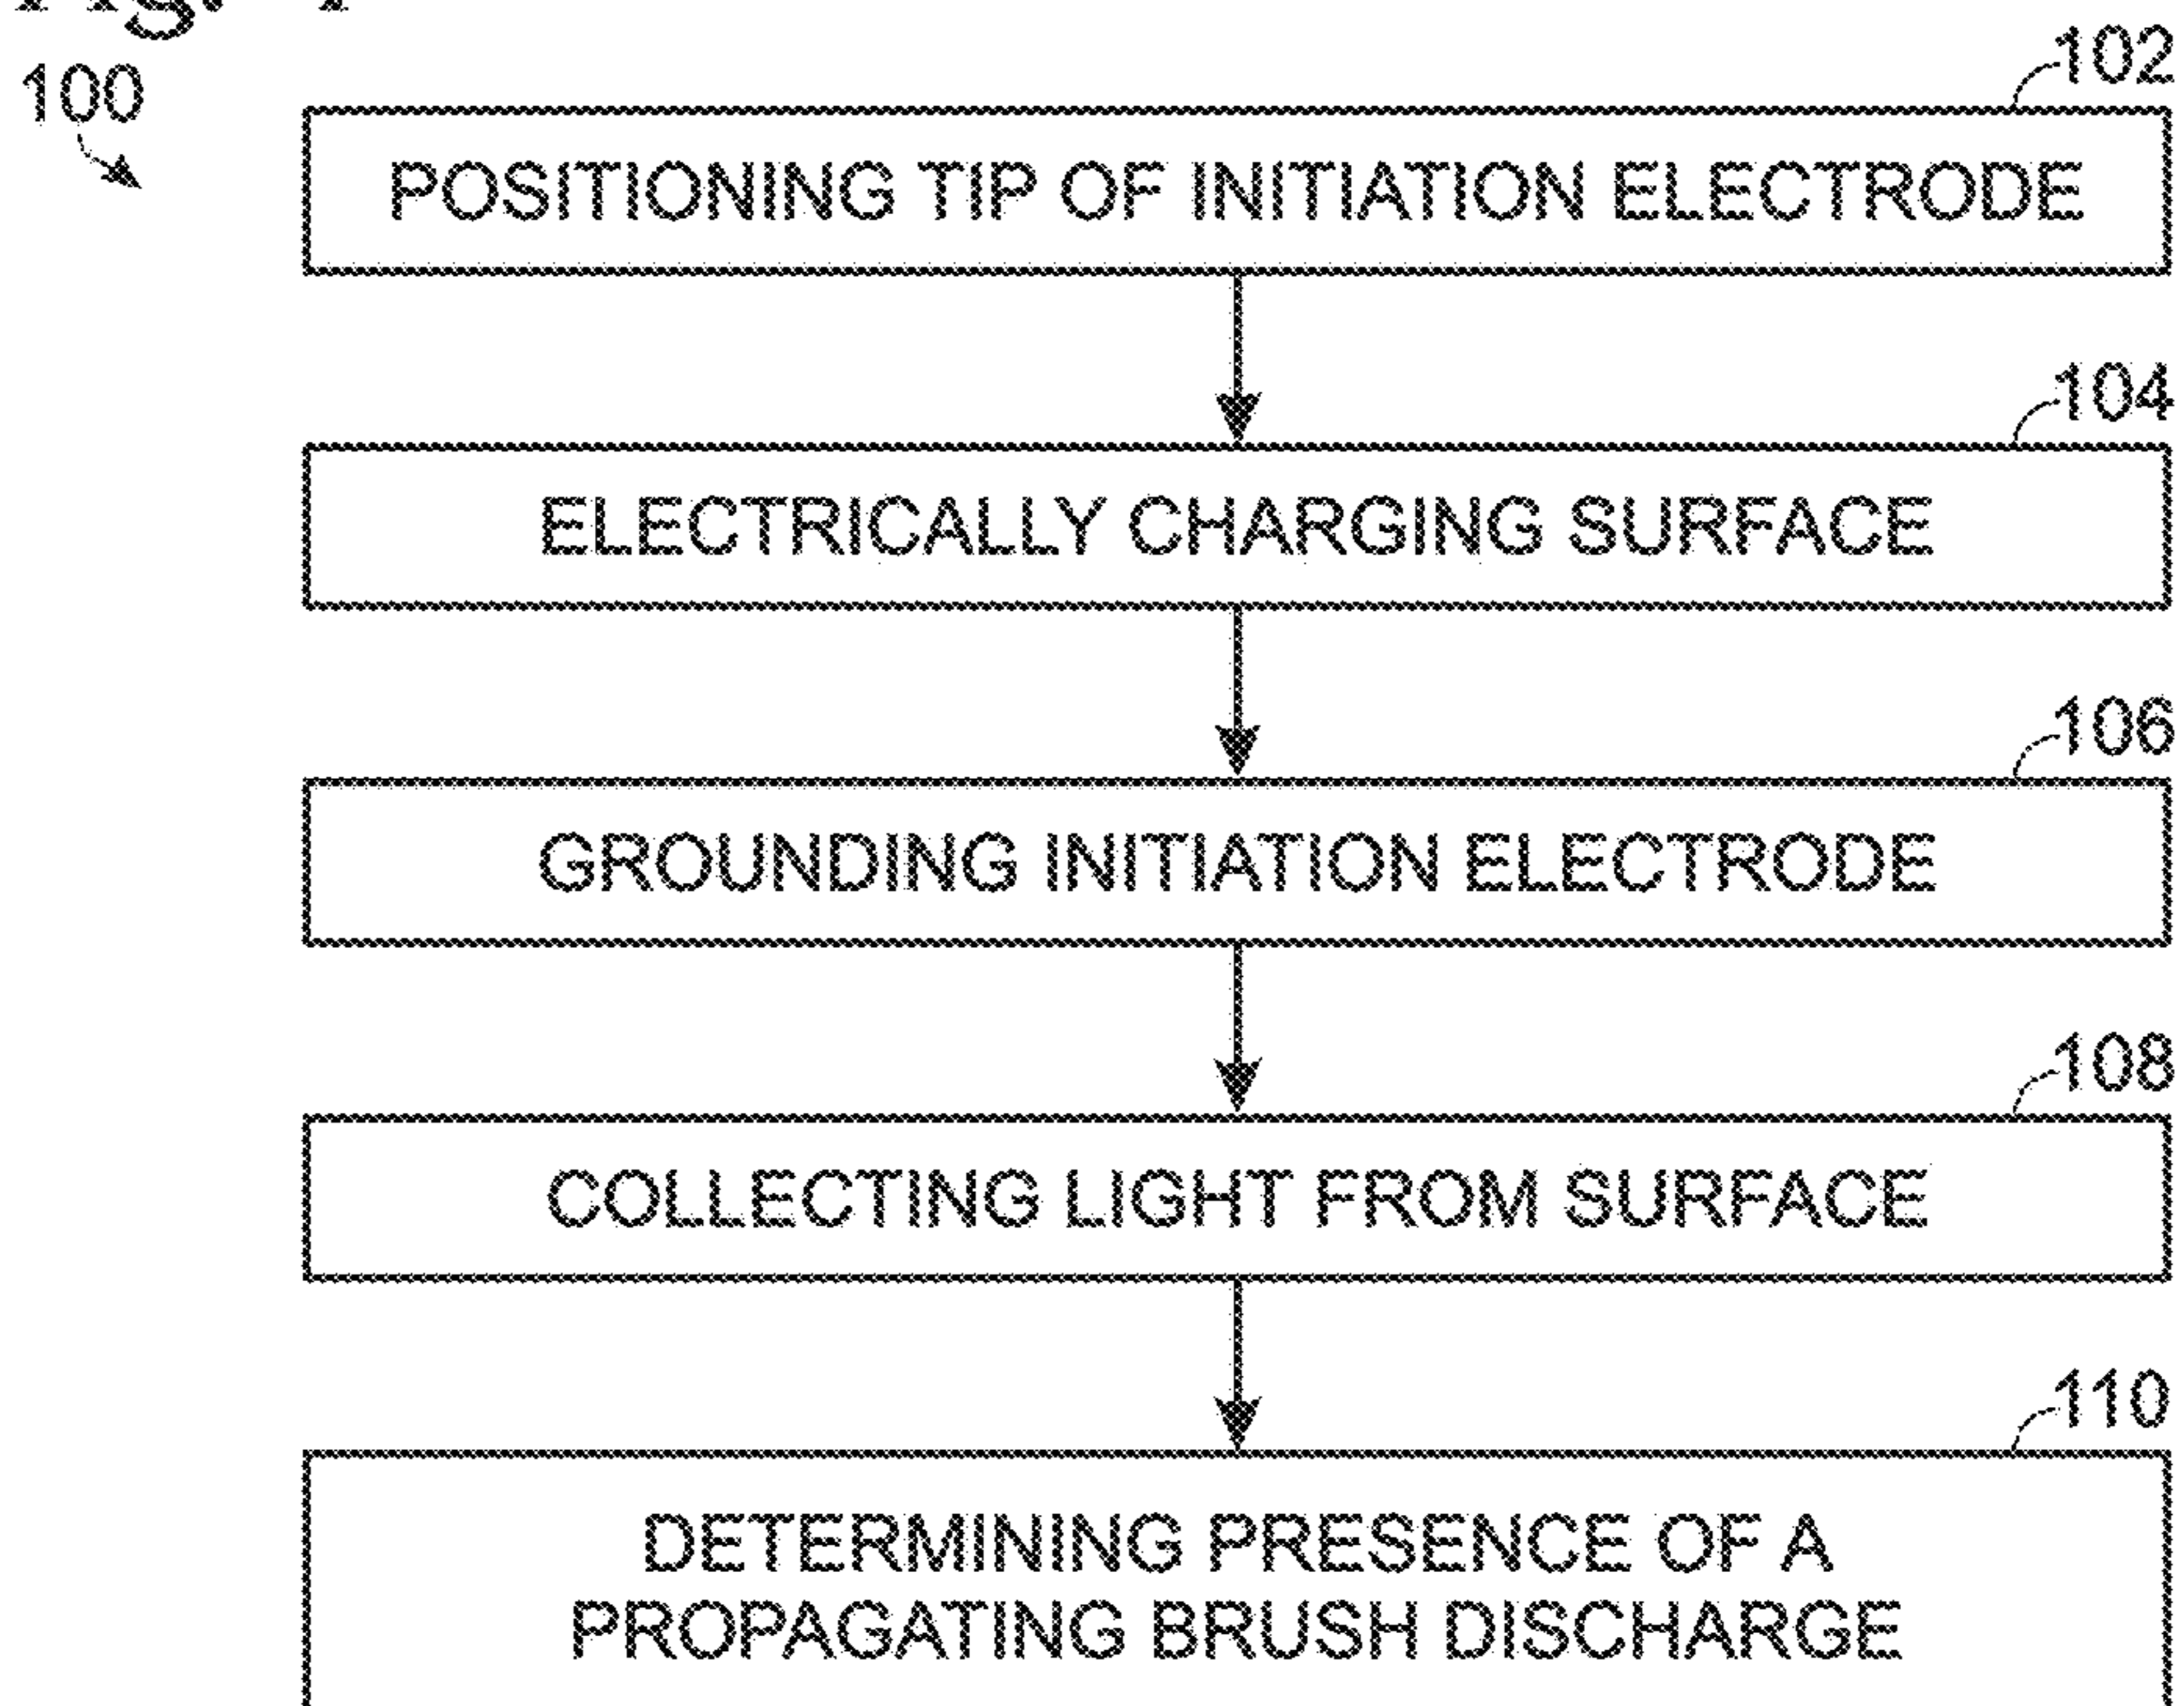 100
102
POSITIONING TIP OF INITIATION ELECTRODE
104
ELECTRICALLY CHARGING SURFACE
106
GROUNDING INITIATION ELECTRODE
108
COLLECTING LIGHT FROM SURFACE
110
DETERMINING PRESENCE OF A
PROPAGATING BRUSH DISCHARGE